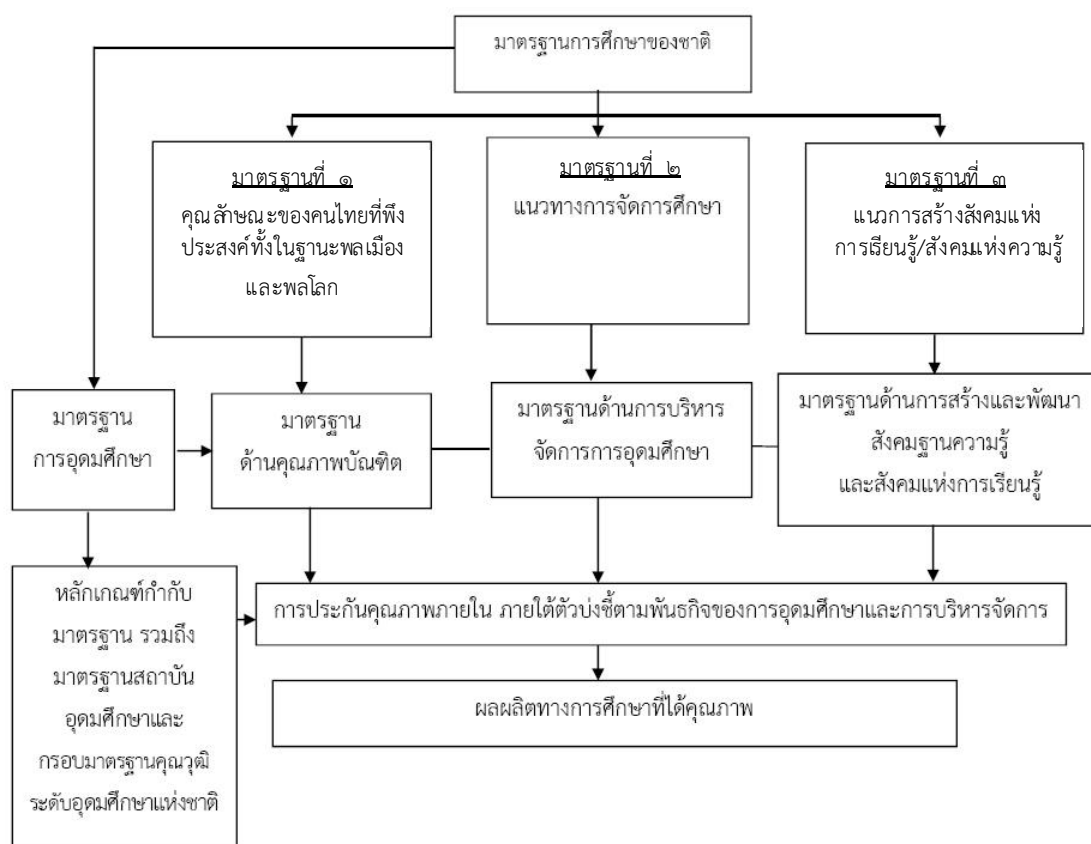 มาตรฐานการศึกษาของชาติ
มาตรฐานที่ ๑
คุณลักษณะของคนไทยที่พึง
ประสงค์ทั้งในฐานะพลเมือง
และพลโลก
มาตรฐานที่ ๒
แนวทางการจัดการศึกษา
มาตรฐานที่ ๓
แนวการสร้างสังคมแห่ง
การเรียนรู้/สังคมแห่งความรู้
มาตรฐาน
การอุดมศึกษา
มาตรฐาน
ด้านคุณภาพบัณฑิต
มาตรฐานด้านการบริหาร
จัดการการอุดมศึกษา
มาตรฐานด้านการสร้างและพัฒนา
สังคมฐานความรู้
และสังคมแห่งการเรียนรู้
หลักเกณฑ์กำกับ
มาตรฐาน รวมถึง
มาตรฐานสถาบัน
อุดมศึกษาและ
กรอบมาตรฐานคุณวุฒิ
ระดับอุดมศึกษาแห่งชาติ
การประกันคุณภาพภายใน ภายใต้ตัวบ่งชี้ตามพันธกิจของการอุดมศึกษาและการบริหารจัดการ
ผลผลิตทางการศึกษาที่ได้คุณภาพ